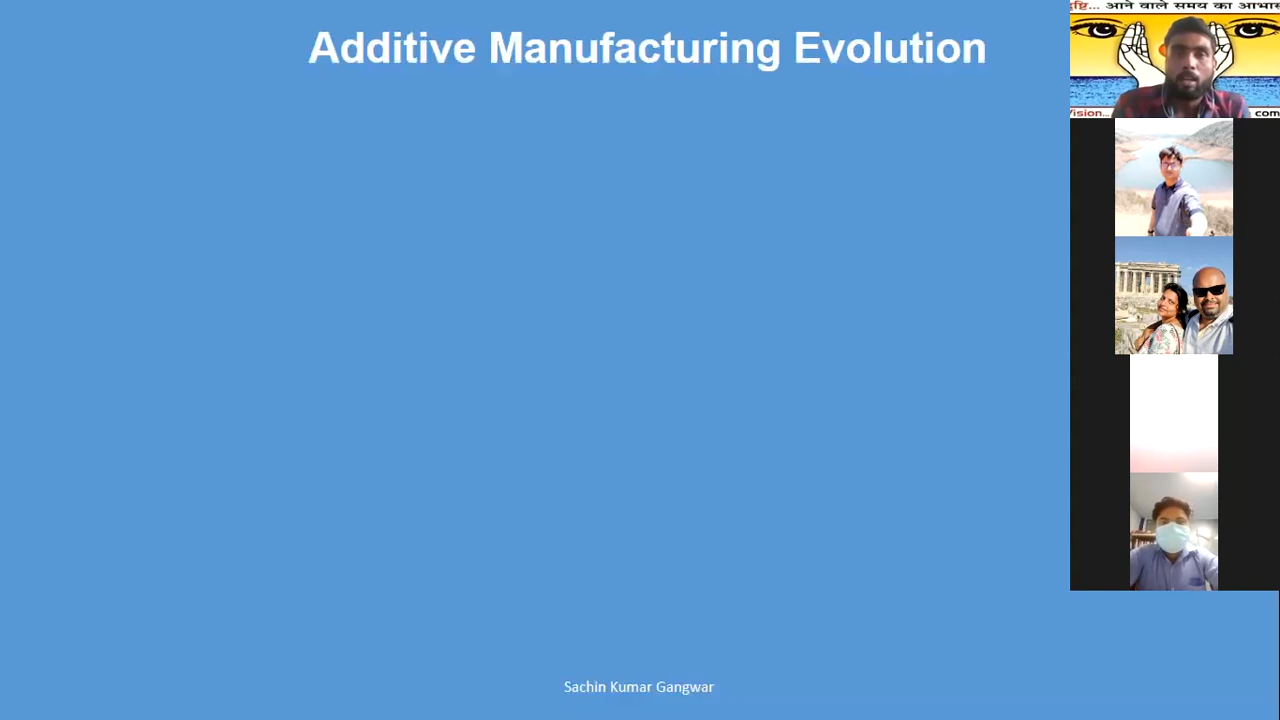 Additive Manufacturing Evolution
... आने वाले समय का आभास
Vision...
com
Sachin Kumar Gangwar